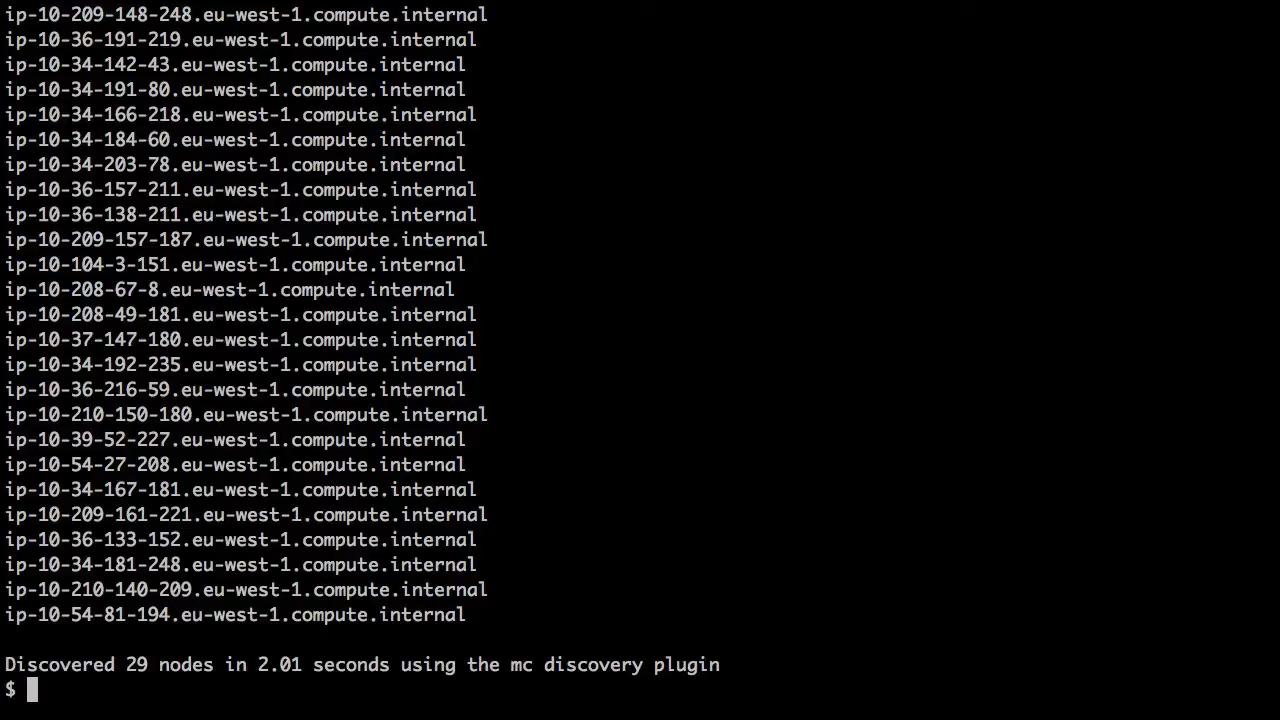 ip-10-209-148-248.eu-west-1.compute.internal
ip-10-36-191-219.eu-west-1.compute.internal
ip-10-34-142-43.eu-west-1.compute.internal
ip-10-34-191-80.eu-west-1.compute.internal
ip-10-34-166-218.eu-west-1.compute.internal
ip-10-34-184-60.eu-west-1.compute.internal
ip-10-34-203-78.eu-west-1.compute.internal
ip-10-36-157-211.eu-west-1.compute.internal
ip-10-36-138-211.eu-west-1.compute.internal
ip-10-209-157-187.eu-west-1.compute.internal
ip-10-104-3-151.eu-west-1.compute.internal
ip-10-208-67-8.eu-west-1.compute.internal
ip-10-208-49-181.eu-west-1.compute.internal
ip-10-37-147-180.eu-west-1.compute.internal
ip-10-34-192-235.eu-west-1.compute.internal
ip-10-36-216-59.eu-west-1.compute.internal
ip-10-210-150-180.eu-west-1.compute.internal
ip-10-39-52-227.eu-west-1.compute.internal
ip-10-54-27-208.eu-west-1.compute.internal
ip-10-34-167-181.eu-west-1.compute.internal
ip-10-209-161-221.eu-west-1.compute.internal
ip-10-36-133-152.eu-west-1.compute.internal
ip-10-34-181-248.eu-west-1.compute.internal
ip-10-210-140-209.eu-west-1.compute.internal
ip-10-54-81-194.eu-west-1.compute.internal
Discovered 29 nodes in 2.01 seconds using the mc discovery plugin
$